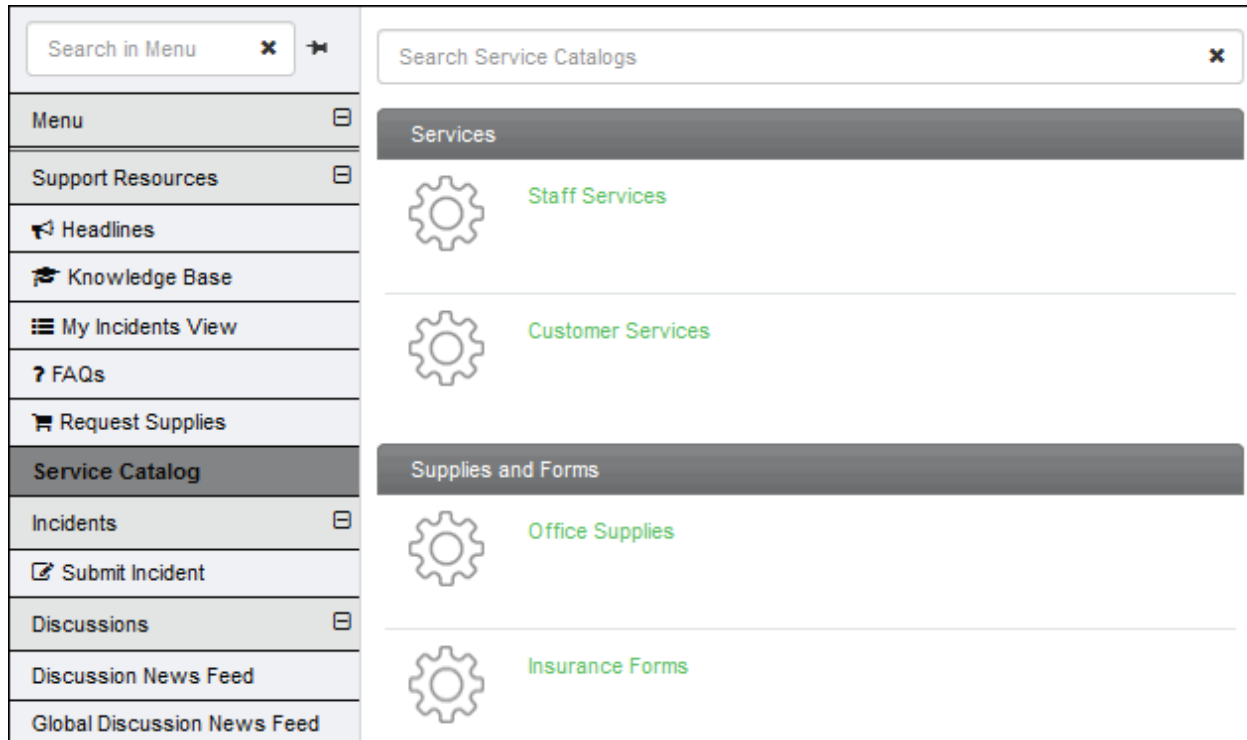 Search in Menu
Menu
Support Resources
Headlines
Knowledge Base
My Incidents View
? FAQs
Request Supplies
Service Catalog
Incidents
Submit Incident
Discussions
Discussion News Feed
Global Discussion News Feed
Search Service Catalogs
Services
Staff Services
Customer Services
Supplies and Forms
Office Supplies
Insurance Forms